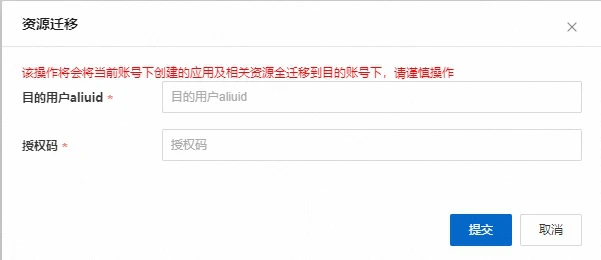 资源迁移
该操作将会将当前账号下创建的应用及相关资源全迁移到目的账号下，请谨慎操作
目的用户aliuid * 目的用户aliuid
授权码 * 授权码
提交 取消